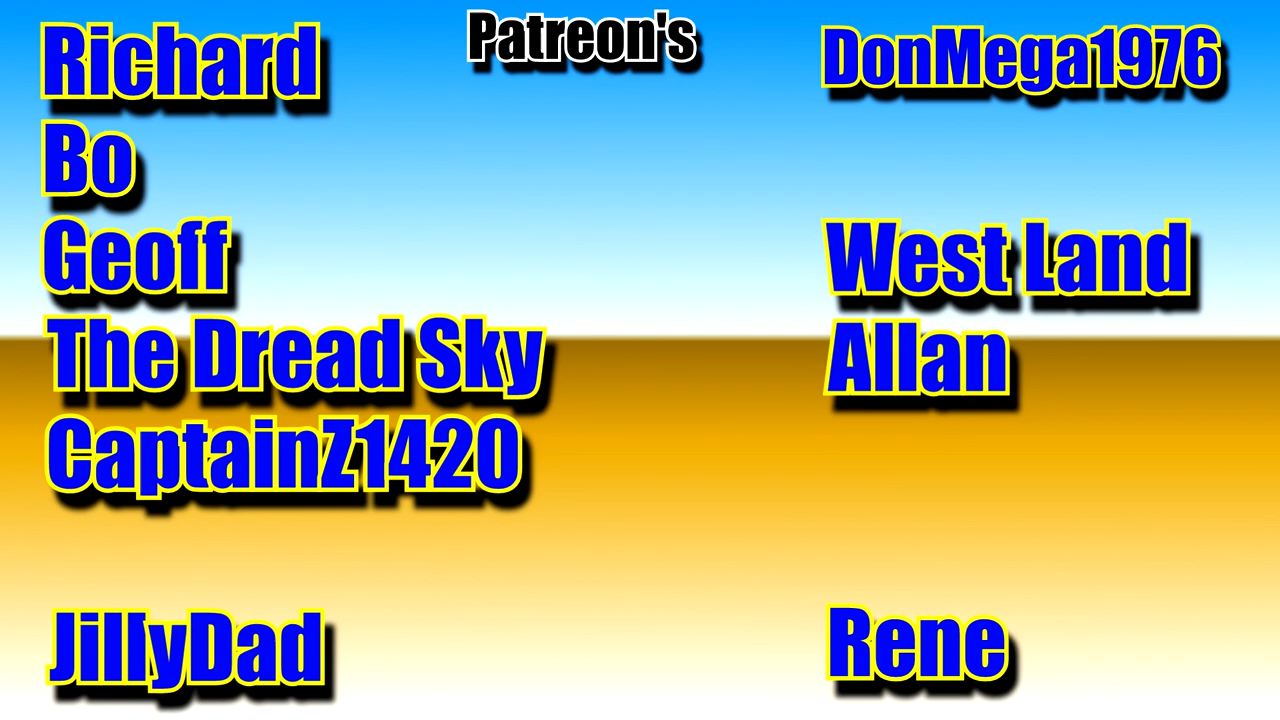 Patreon's
Richard
Bo
Geoff
The Dread Sky
CaptainZ1420
JillyDad
DonMega1976
West Land
Allan
Rene